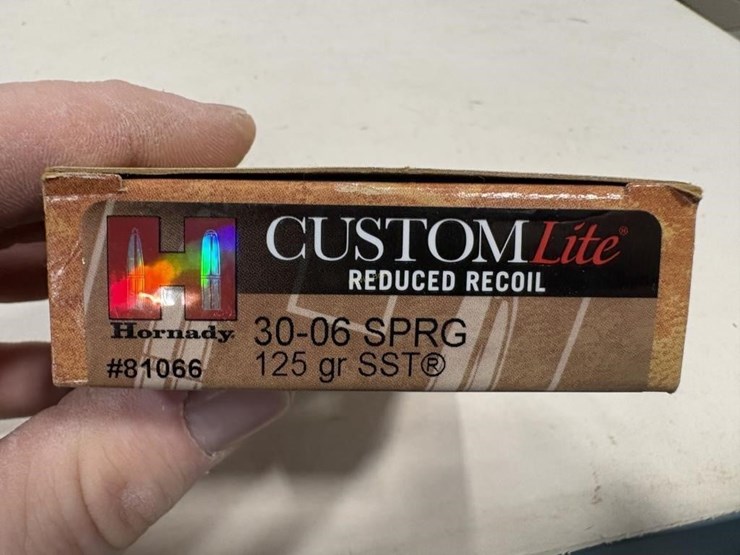 CUSTOM Lite®
REDUCED RECOIL
H
Hornady.
30-06 SPRG
#81066
125 gr SST®